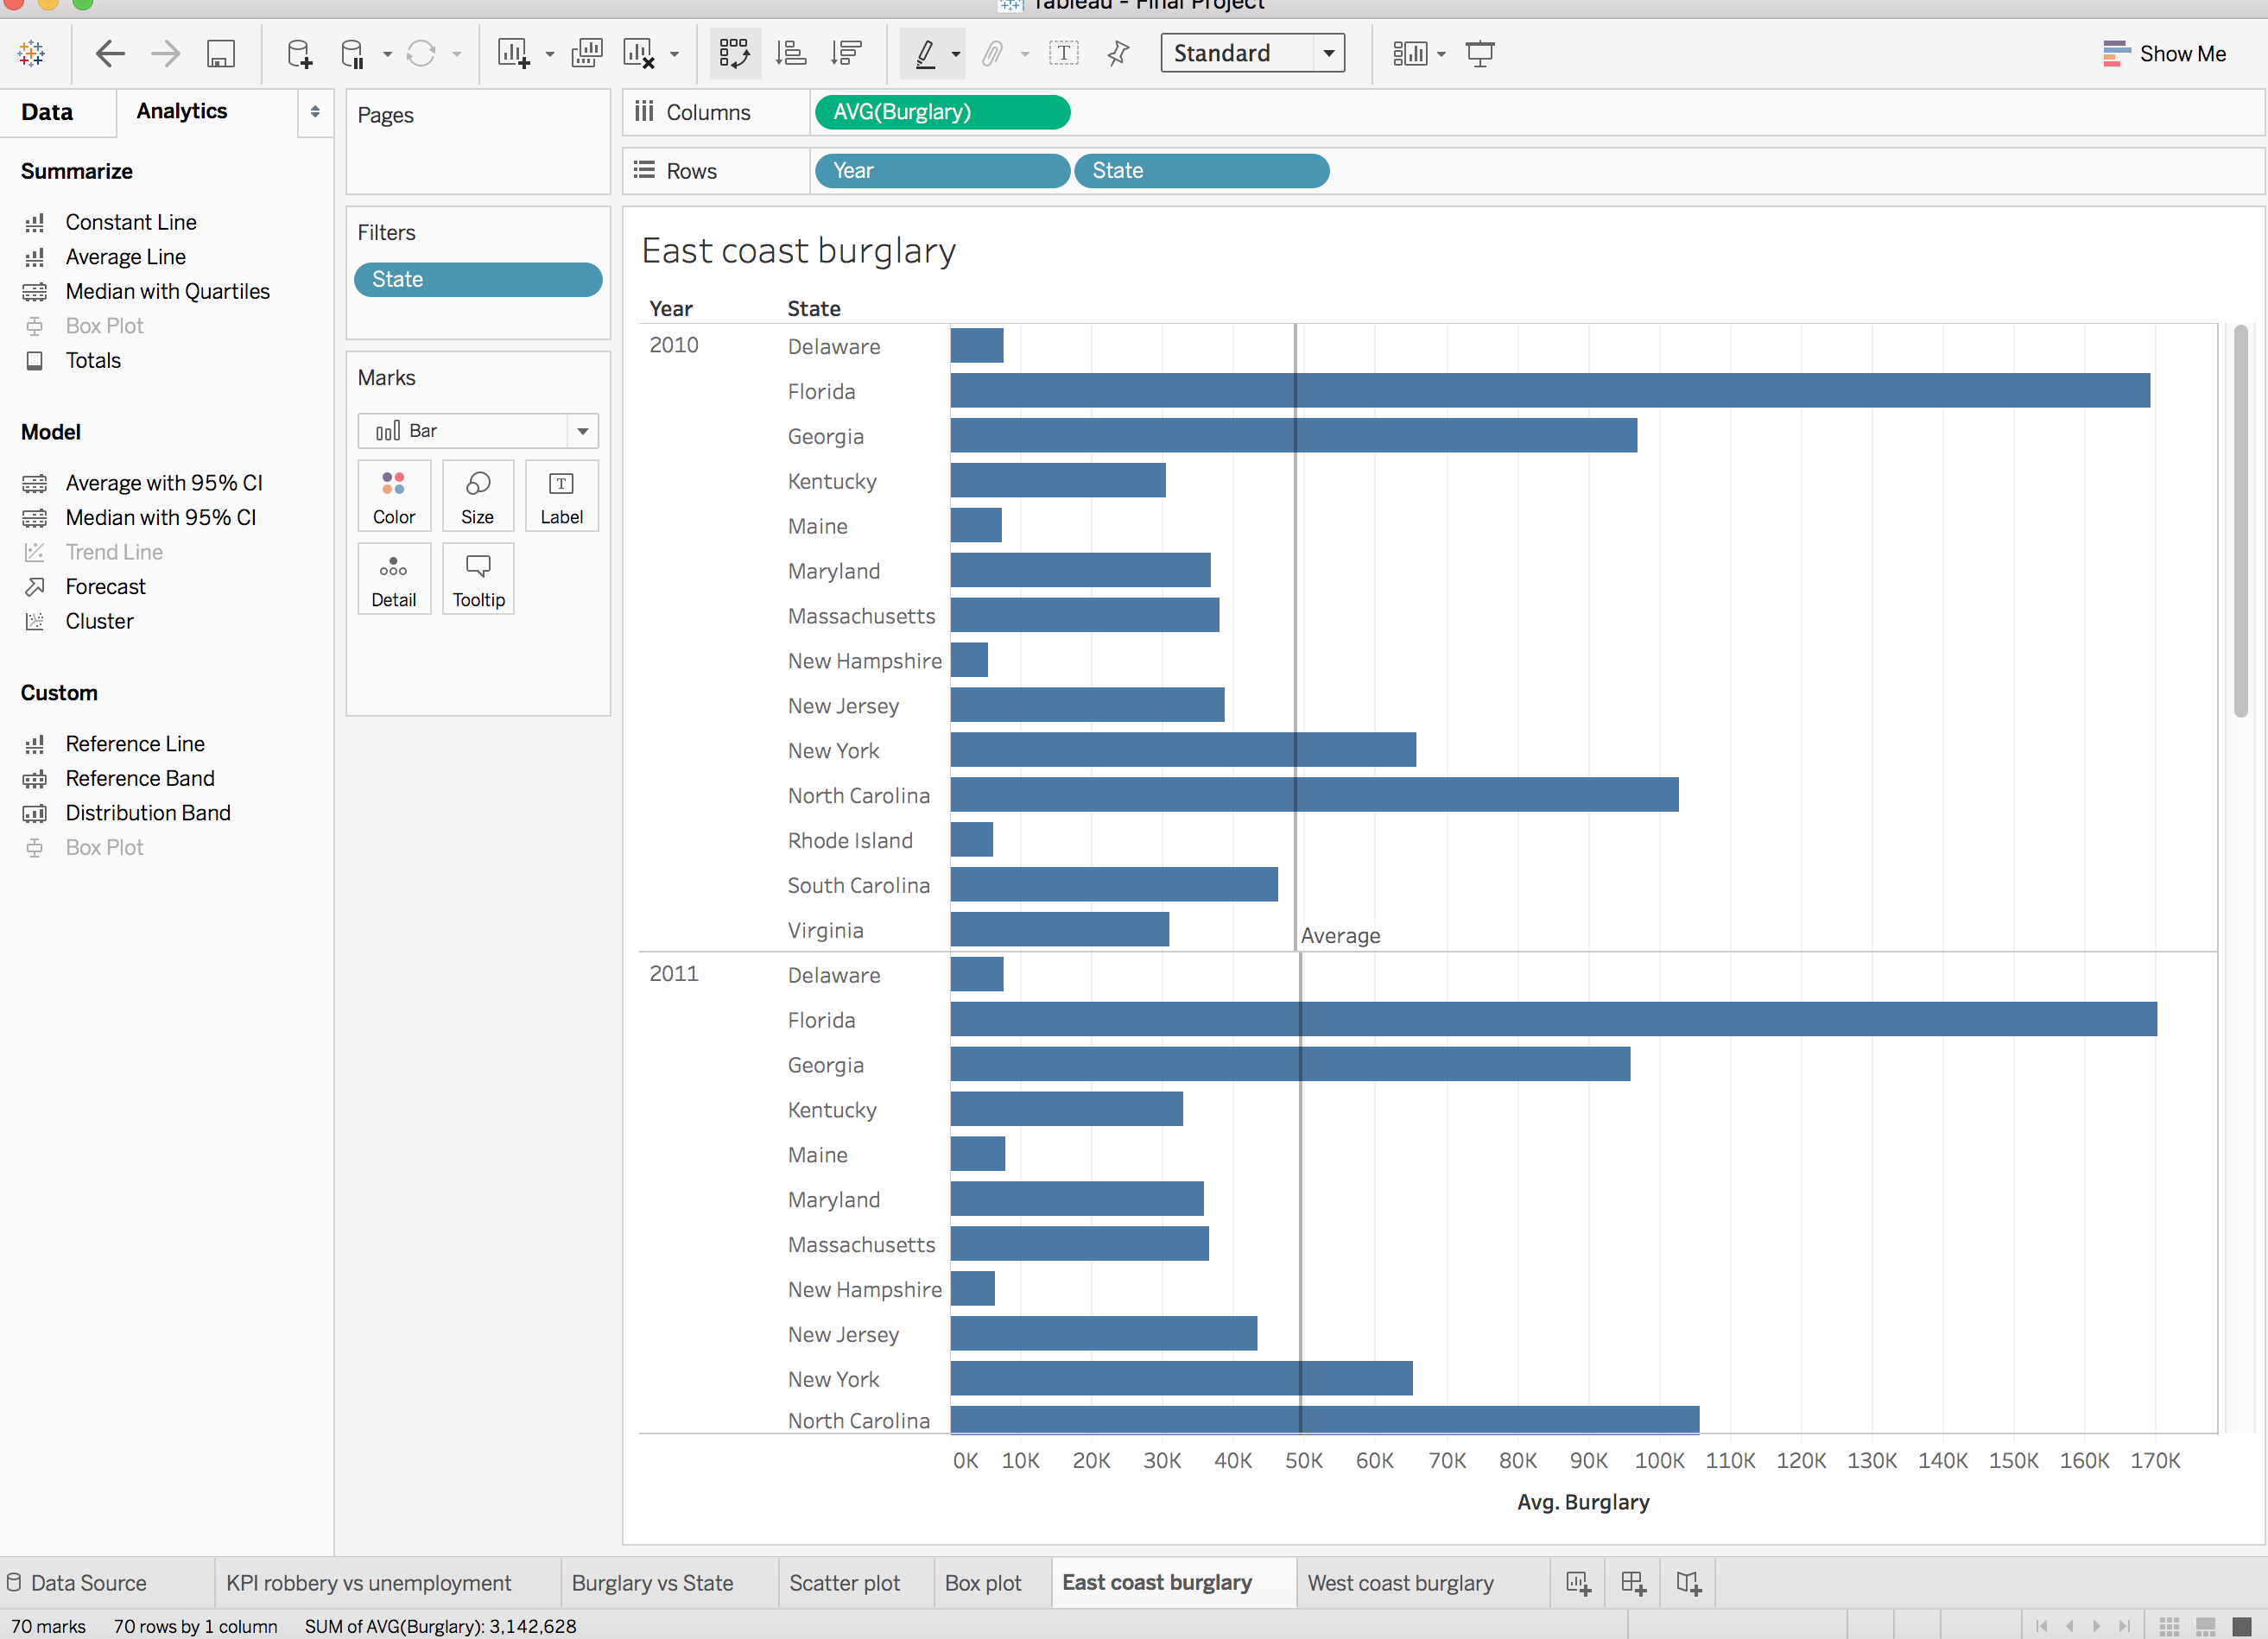 Tableau - Final Project
Standard
Show Me
Data
Analytics
Summarize
Constant Line
Average Line
Median with Quartiles
Box Plot
Totals
Model
Average with 95% CI
Median with 95% CI
Trend Line
Forecast
Cluster
Custom
Reference Line
Reference Band
Distribution Band
Box Plot
Pages
Filters
State
Marks
Bar
Color
Size
T
Label
Detail
Tooltip
Columns
AVG(Burglary)
Rows
Year
State
East coast burglary
Year
State
2010
Delaware
Florida
Georgia
Kentucky
Maine
Maryland
Massachusetts
New Hampshire
New Jersey
New York
North Carolina
Rhode Island
South Carolina
Virginia
Average
2011
Delaware
Florida
Georgia
Kentucky
Maine
Maryland
Massachusetts
New Hampshire
New Jersey
New York
North Carolina
0K 10K 20K 30K 40K 50K 60K 70K 80K 90K 100K 110K 120K 130K 140K 150K 160K 170K
Avg. Burglary
Data Source
KPI robbery vs unemployment
Burglary vs State
Scatter plot
Box plot
East coast burglary
West coast burglary
70 marks
70 rows by 1 column
SUM of AVG(Burglary): 3,142,628